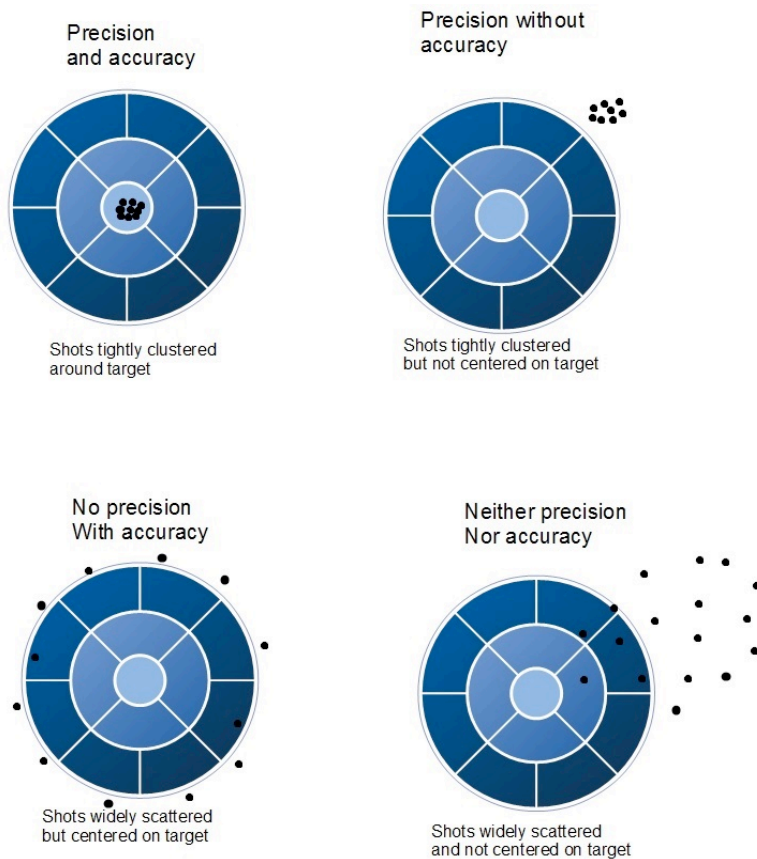 Precision
and accuracy
Precision without
accuracy
Shots tightly clustered
around target
Shots tightly clustered
but not centered on target
No precision
With accuracy
Neither precision
Nor accuracy
Shots widely scattered
but centered on target
Shots widely scattered
and not centered on target